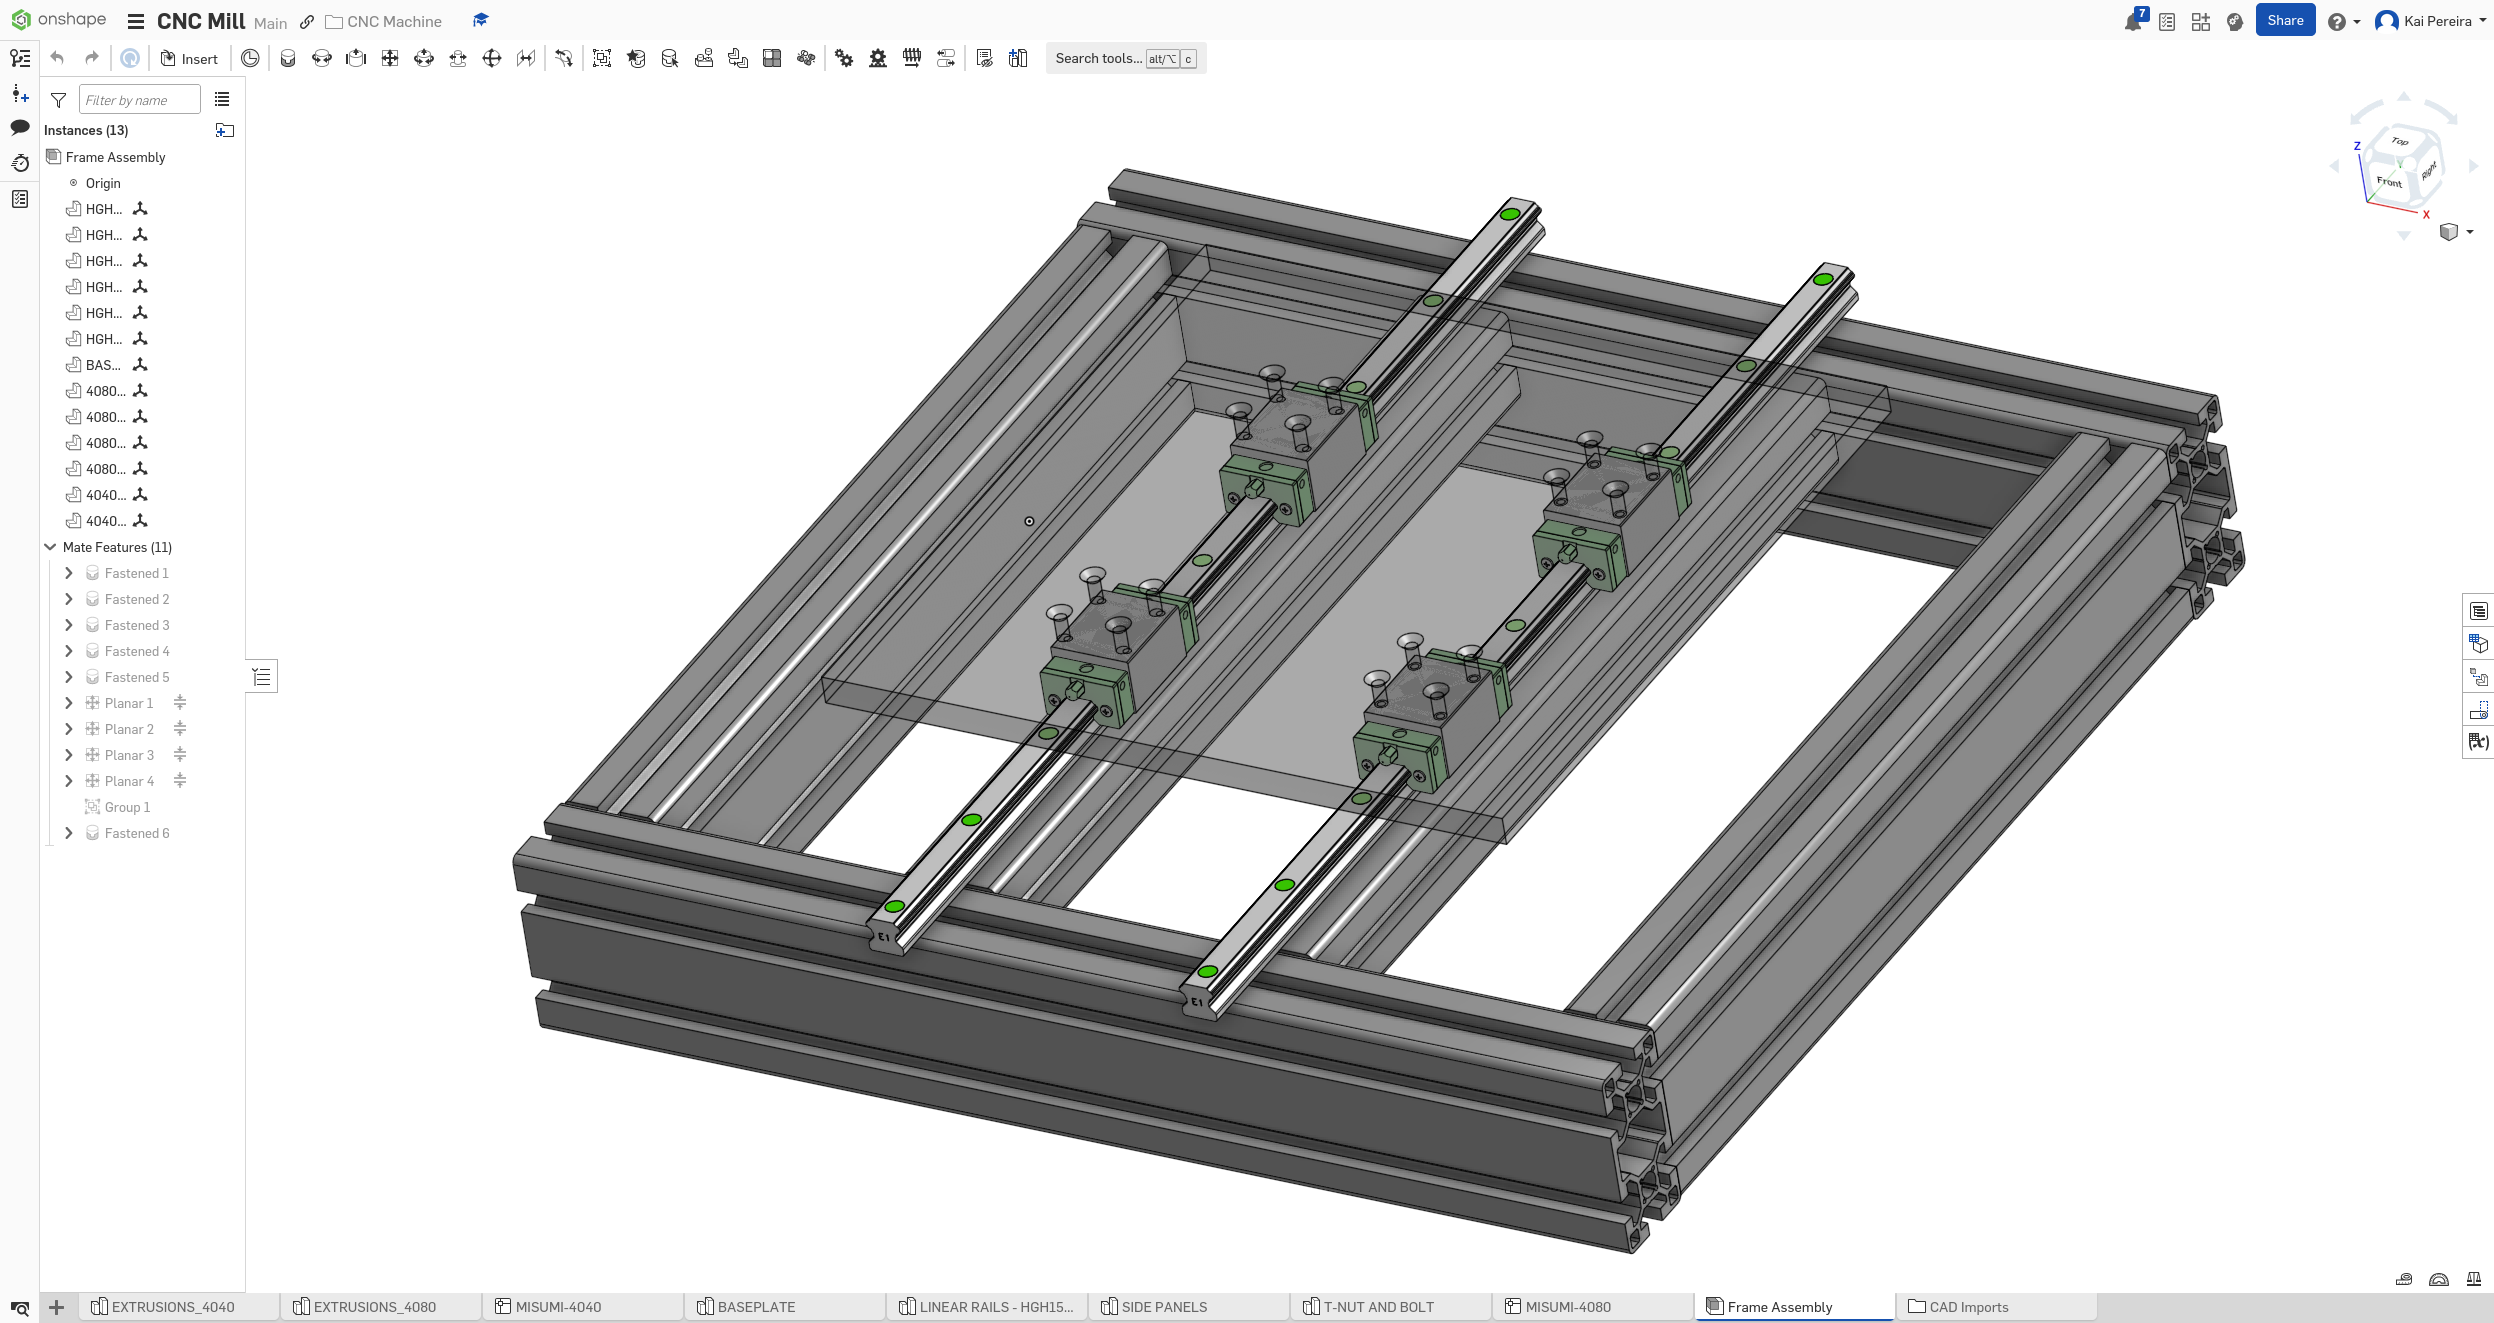 onshape
CNC Mill Main CNC Machine
7
Share
Kai Pereira
Insert
Search tools... alt/⌥ c
Filter by name
Instances (13)
Frame Assembly
Origin
HGH...
HGH...
HGH...
HGH...
HGH...
HGH...
BAS...
4080...
4080...
4080...
4080...
4040...
4040...
Mate Features (11)
Fastened 1
Fastened 2
Fastened 3
Fastened 4
Fastened 5
Planar 1
Planar 2
Planar 3
Planar 4
Group 1
Fastened 6
Z
Top
Y
Front
Right
X
E1
E1
EXTRUSIONS_4040
EXTRUSIONS_4080
MISUMI-4040
BASEPLATE
LINEAR RAILS - HGH15...
SIDE PANELS
T-NUT AND BOLT
MISUMI-4080
Frame Assembly
CAD Imports